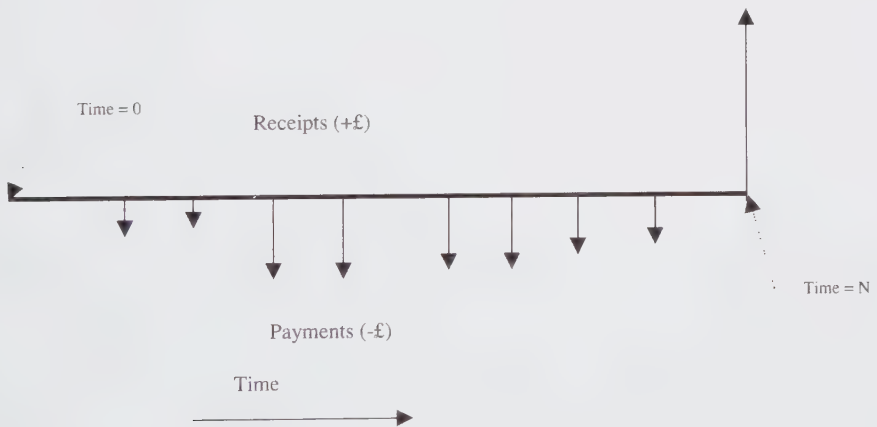 Time = 0
Receipts (+£)
Time = N
Payments (-£)
Time